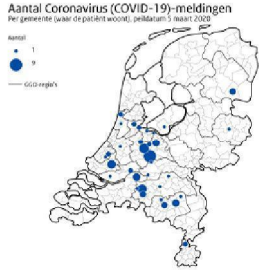 Aantal Coronavirus (COVID-19)-meldingen
Per gemeente (waar de patiënt woont), peildatum 5 maart 2020
Aantal
1
9
GGD regio's